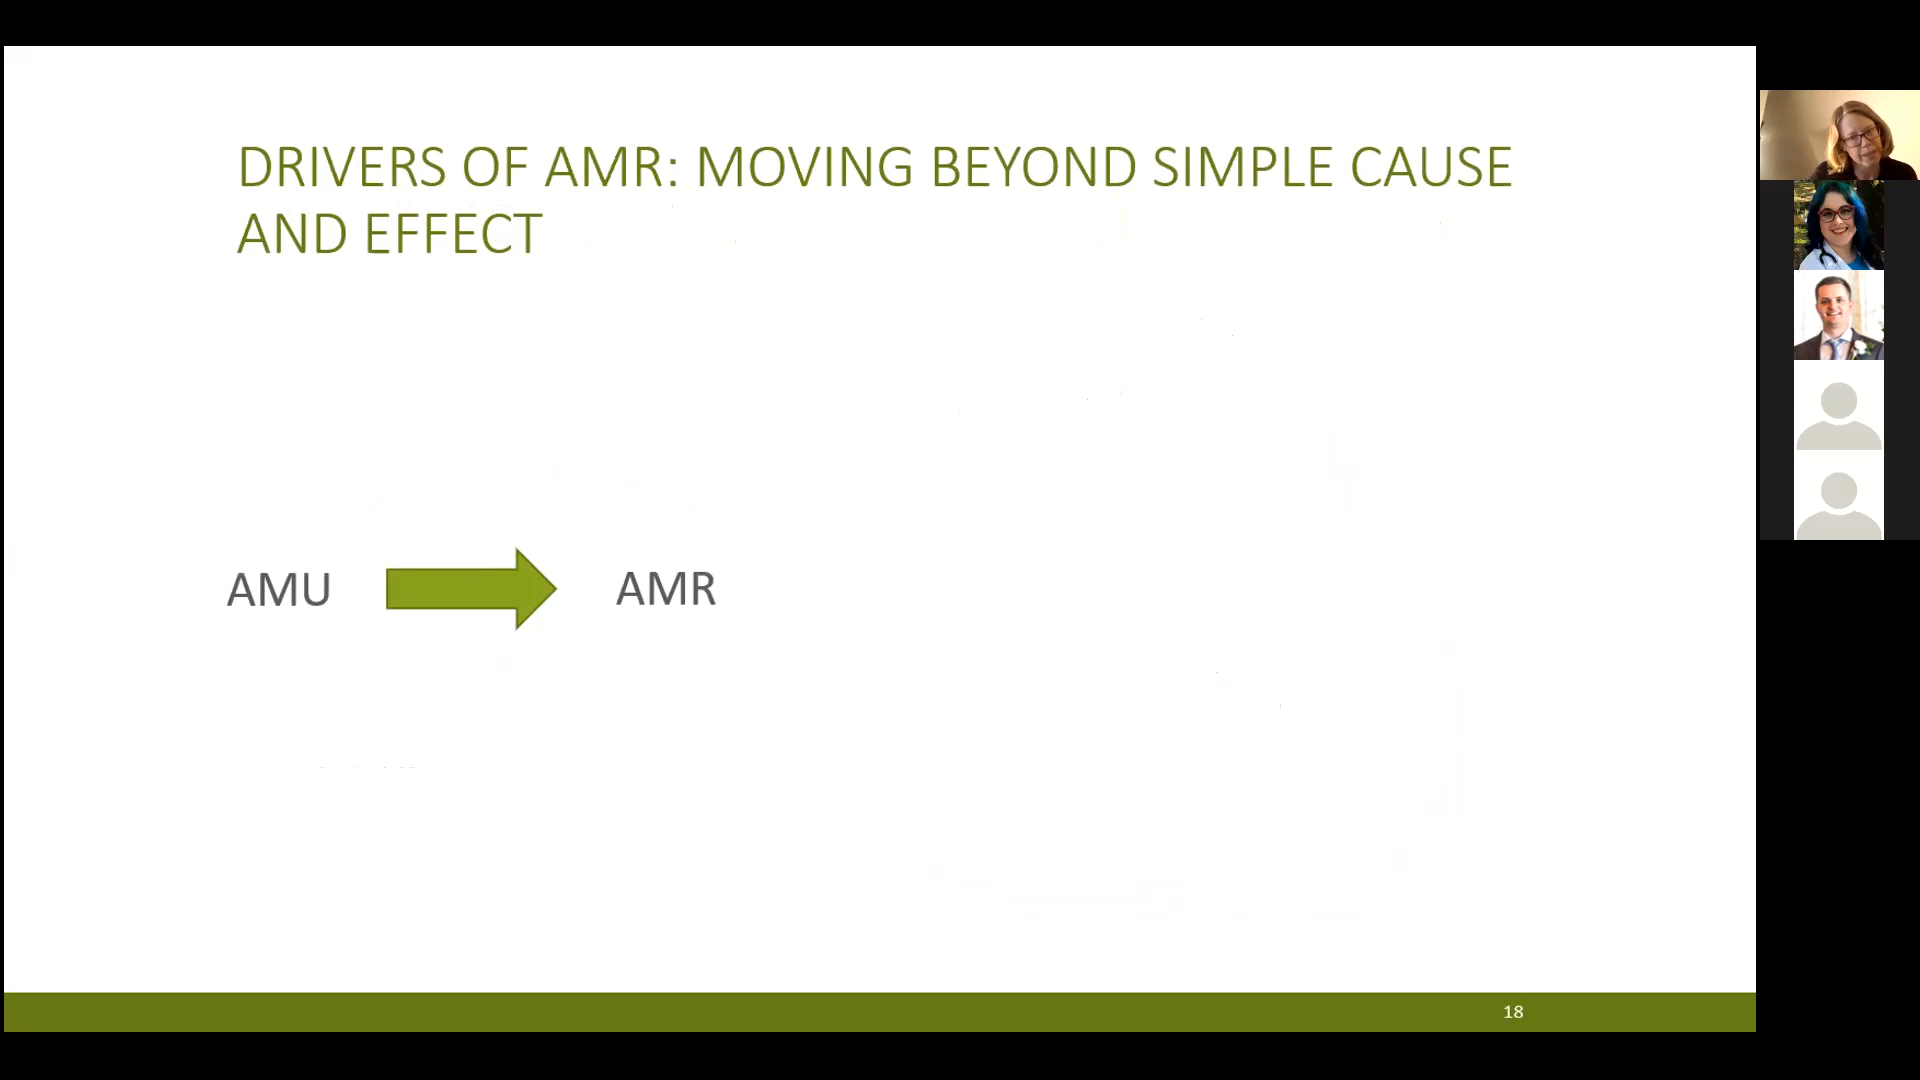 DRIVERS OF AMR: MOVING BEYOND SIMPLE CAUSE
AND EFFECT
AMU
AMR
18